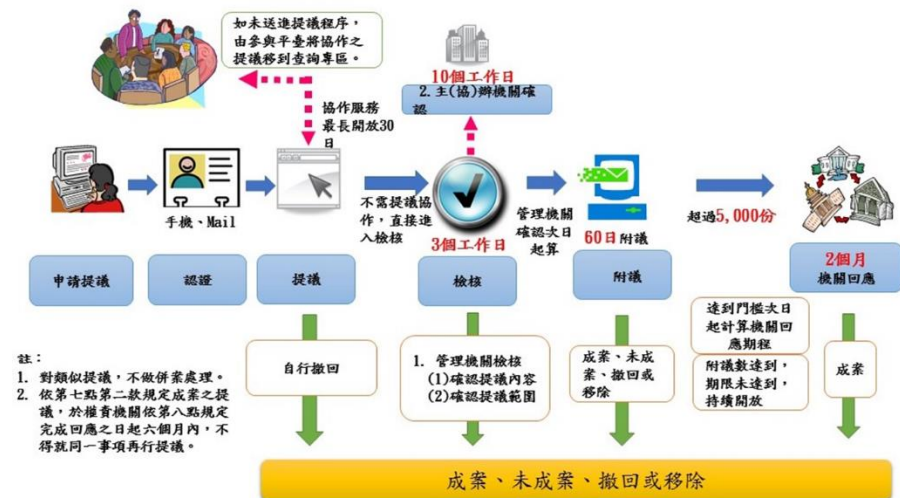 如未送進提議程序，
由參與平臺將協作之
提議移到查詢專區。
10個工作日
2.主(協)辦機關確
認
協作服務
最長開放30
日
手機、Mail
不需提議協
作，直接進
入檢核
3個工作日
管理機關
確認次日
起算
60日附議
超過5,000份
申請提議
認證
提議
檢核
附議
2個月
機關回應
自行撤回
1. 管理機關檢核
(1)確認提議內容
(2)確認提議範圍
成案、未成
案、撤回或
移除
達到門檻次日
起計算機關回
應期程
附議數達到，
期限未達到，
持續開放
成案
註：
1. 對類似提議，不做併案處理。
2. 依第七點第二款規定成案之提
議，於權責機關依第八點規定
完成回應之日起六個月內，不
得就同一事項再行提議。
成案、未成案、撤回或移除